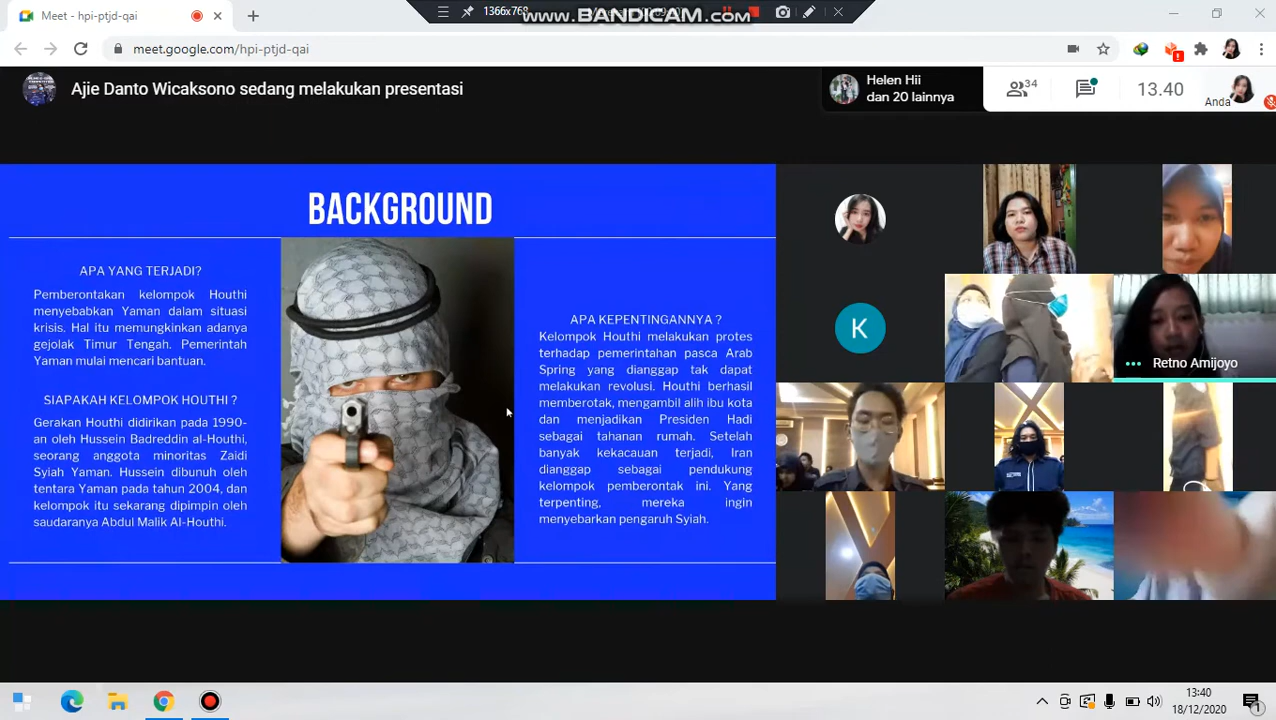 Meet - hpi-ptjd-qai
1366x768
www.BANDICAM.com
meet.google.com/hpi-ptjd-qai
Ajie Danto Wicaksono sedang melakukan presentasi
Helen Hii
dan 20 lainnya
34
13.40
Anda
BACKGROUND
APA YANG TERJADI?
Pemberontakan kelompok Houthi
menyebabkan Yaman dalam situasi
krisis. Hal itu memungkinkan adanya
gejolak Timur Tengah. Pemerintah
Yaman mulai mencari bantuan.
SIAPAKAH KELOMPOK HOUTHI ?
Gerakan Houthi didirikan pada 1990-
an oleh Hussein Badreddin al-Houthi,
seorang anggota minoritas Zaidi
Syiah Yaman. Hussein dibunuh oleh
tentara Yaman pada tahun 2004, dan
kelompok itu sekarang dipimpin oleh
saudaranya Abdul Malik Al-Houthi.
APA KEPENTINGANNYA ?
Kelompok Houthi melakukan protes
terhadap pemerintahan pasca Arab
Spring yang dianggap tak dapat
melakukan revolusi. Houthi berhasil
memberotak, mengambil alih ibu kota
dan menjadikan Presiden Hadi
sebagai tahanan rumah. Setelah
banyak kekacauan terjadi, Iran
dianggap sebagai pendukung
kelompok pemberontak ini. Yang
terpenting, mereka ingin
menyebarkan pengaruh Syiah.
K
Retno Amijoyo
13:40
18/12/2020
1